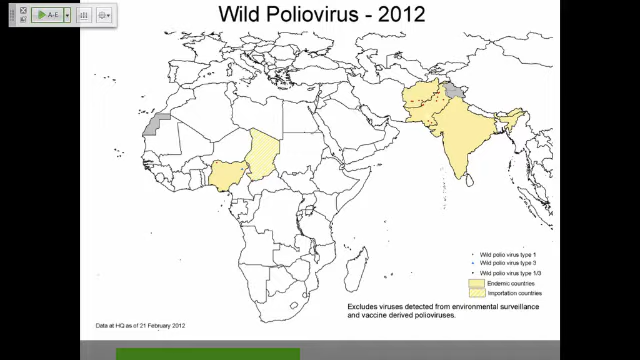 A-E
Wild Poliovirus - 2012
Wild polio virus type 1
Wild polio virus type 3
Wild polio virus type 1/3
Endemic countries
Importation countries
Excludes viruses detected from environmental surveillance
and vaccine derived polioviruses.
Data at HQ as of 21 February 2012